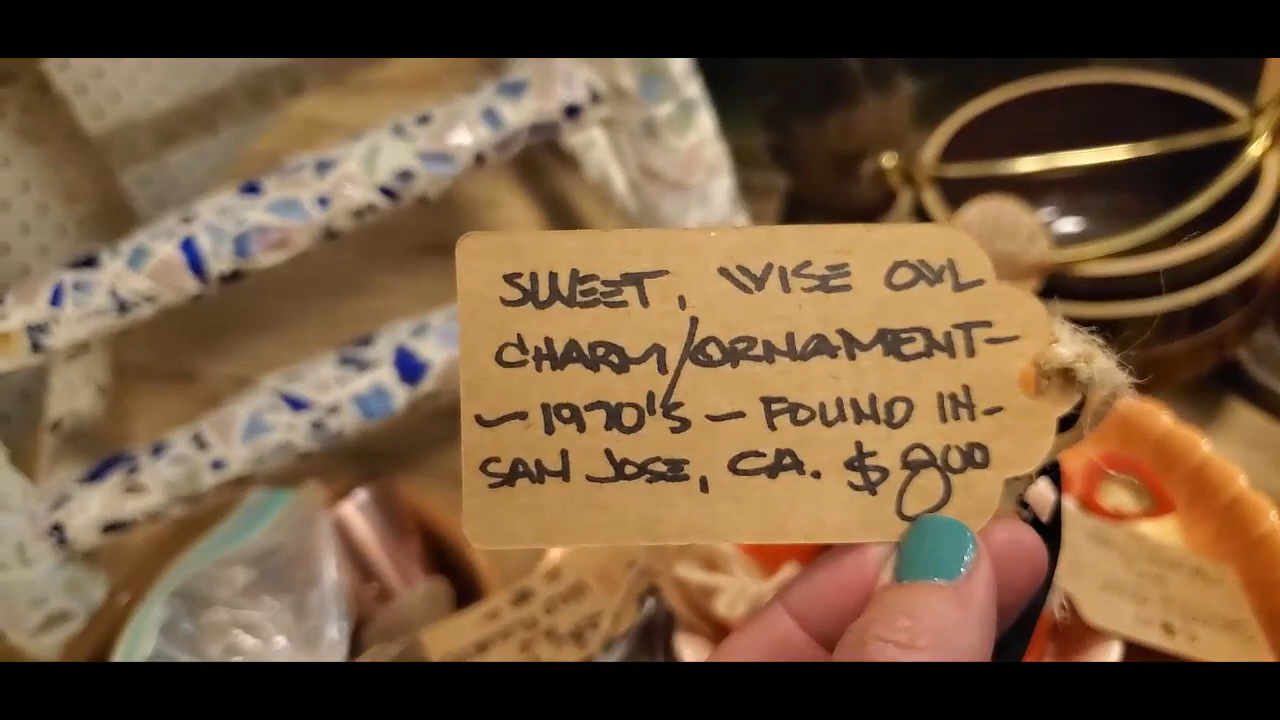 SWEET, WISE OWL
CHARM/ORNAMENT-
- 1970's - FOUND IN-
SAN JOSE, CA. $800